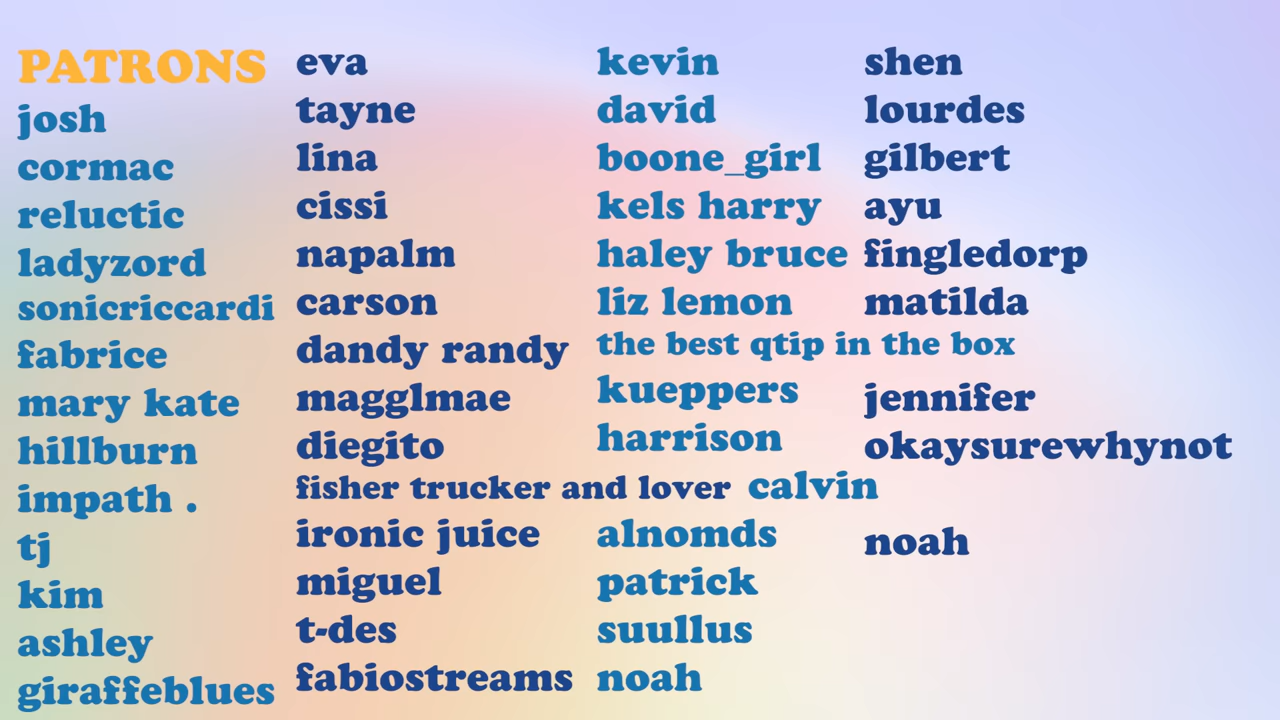 PATRONS
josh
cormac
reluctic
ladyzord
sonicriccardi
fabrice
mary kate
hillburn
impath .
tj
kim
ashley
giraffeblues
eva
tayne
lina
cissi
napalm
carson
dandy randy
magglmae
diegito
fisher trucker and lover
ironic juice
miguel
t-des
fabiostreams
kevin
david
boone_girl
kels harry
haley bruce
liz lemon
the best qtip in the box
kueppers
harrison
calvin
alnomds
patrick
suullus
noah
shen
lourdes
gilbert
ayu
fingledorp
matilda
jennifer
okaysurewhynot
noah